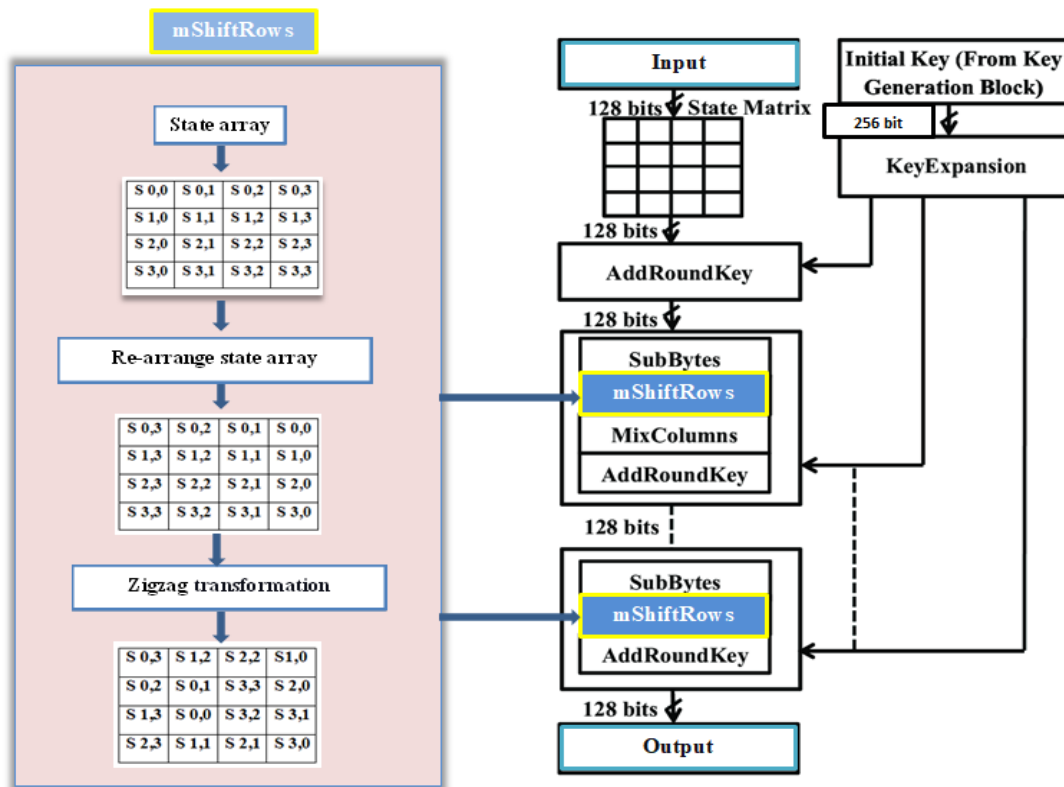 mShiftRows
State array
S 0,0 S 0,1 S 0,2 S 0,3
S 1,0 S 1,1 S 1,2 S 1,3
S 2,0 S 2,1 S 2,2 S 2,3
S 3,0 S 3,1 S 3,2 S 3,3
Re-arrange state array
S 0,3 S 0,2 S 0,1 S 0,0
S 1,3 S 1,2 S 1,1 S 1,0
S 2,3 S 2,2 S 2,1 S 2,0
S 3,3 S 3,2 S 3,1 S 3,0
Zigzag transformation
S 0,3 S 1,2 S 2,2 S1,0
S 0,2 S 0,1 S 3,3 S 2,0
S 1,3 S 0,0 S 3,2 S 3,1
S 2,3 S 1,1 S 2,1 S 3,0
Input
128 bits State Matrix
128 bits
AddRoundKey
128 bits
SubBytes
mShiftRows
MixColumns
AddRoundKey
128 bits
SubBytes
mShiftRows
AddRoundKey
128 bits
Output
Initial Key (From Key
Generation Block)
256 bit
KeyExpansion